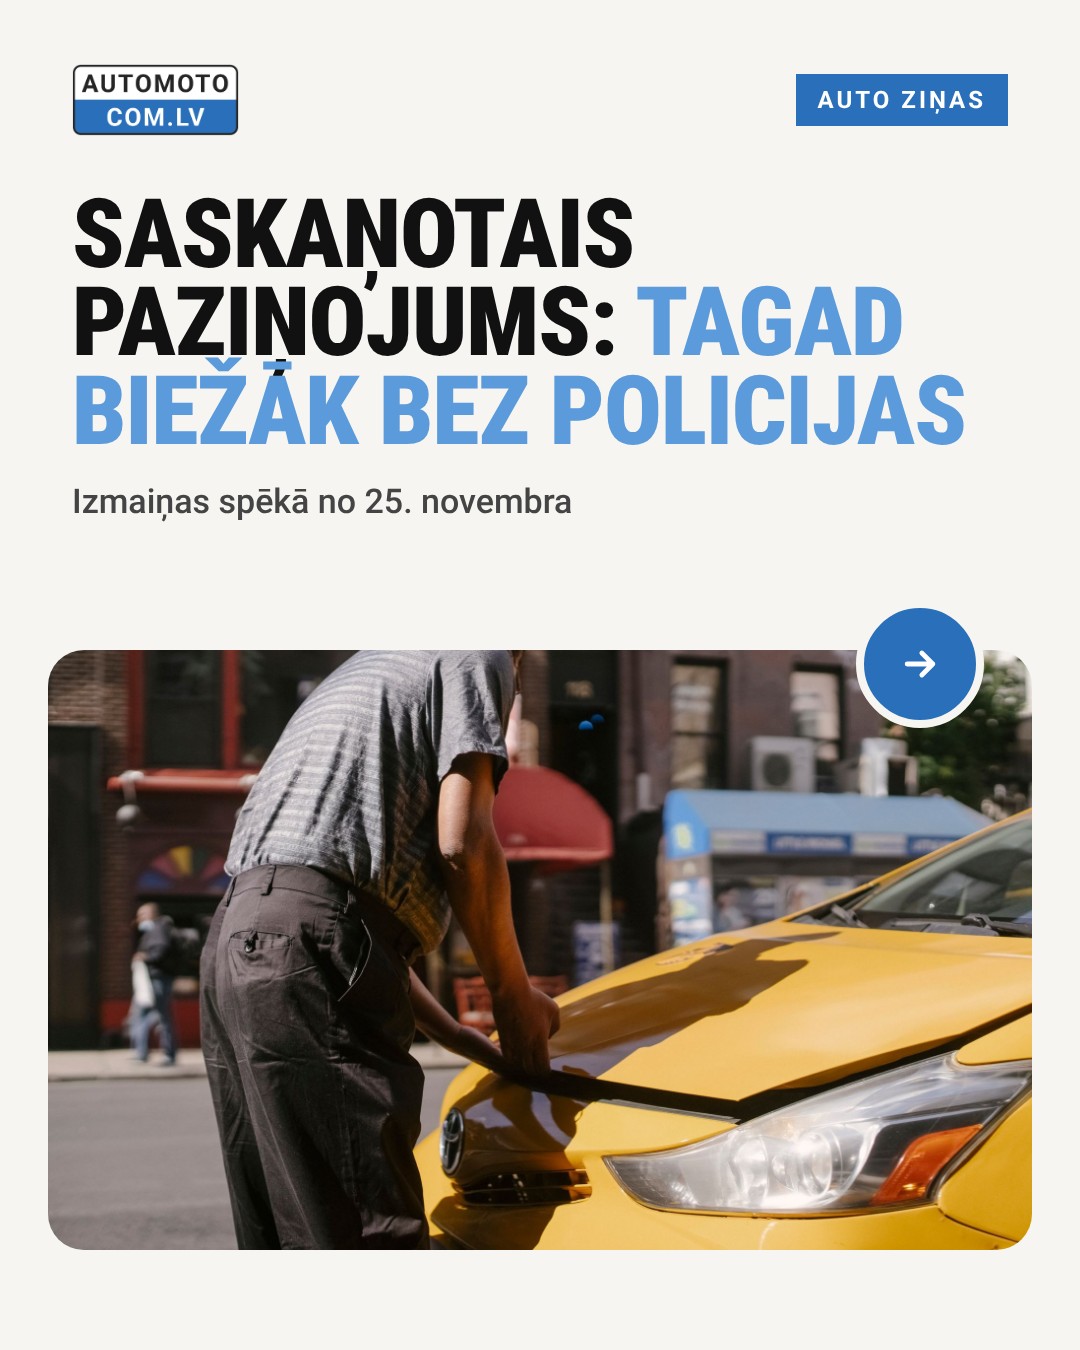 AUTOMOTO
COM.LV
AUTO ZIŅAS
SASKAŅOTAIS
PAZIŅOJUMS: TAGAD
BIEŽĀK BEZ POLICIJAS
Izmaiņas spēkā no 25. novembra